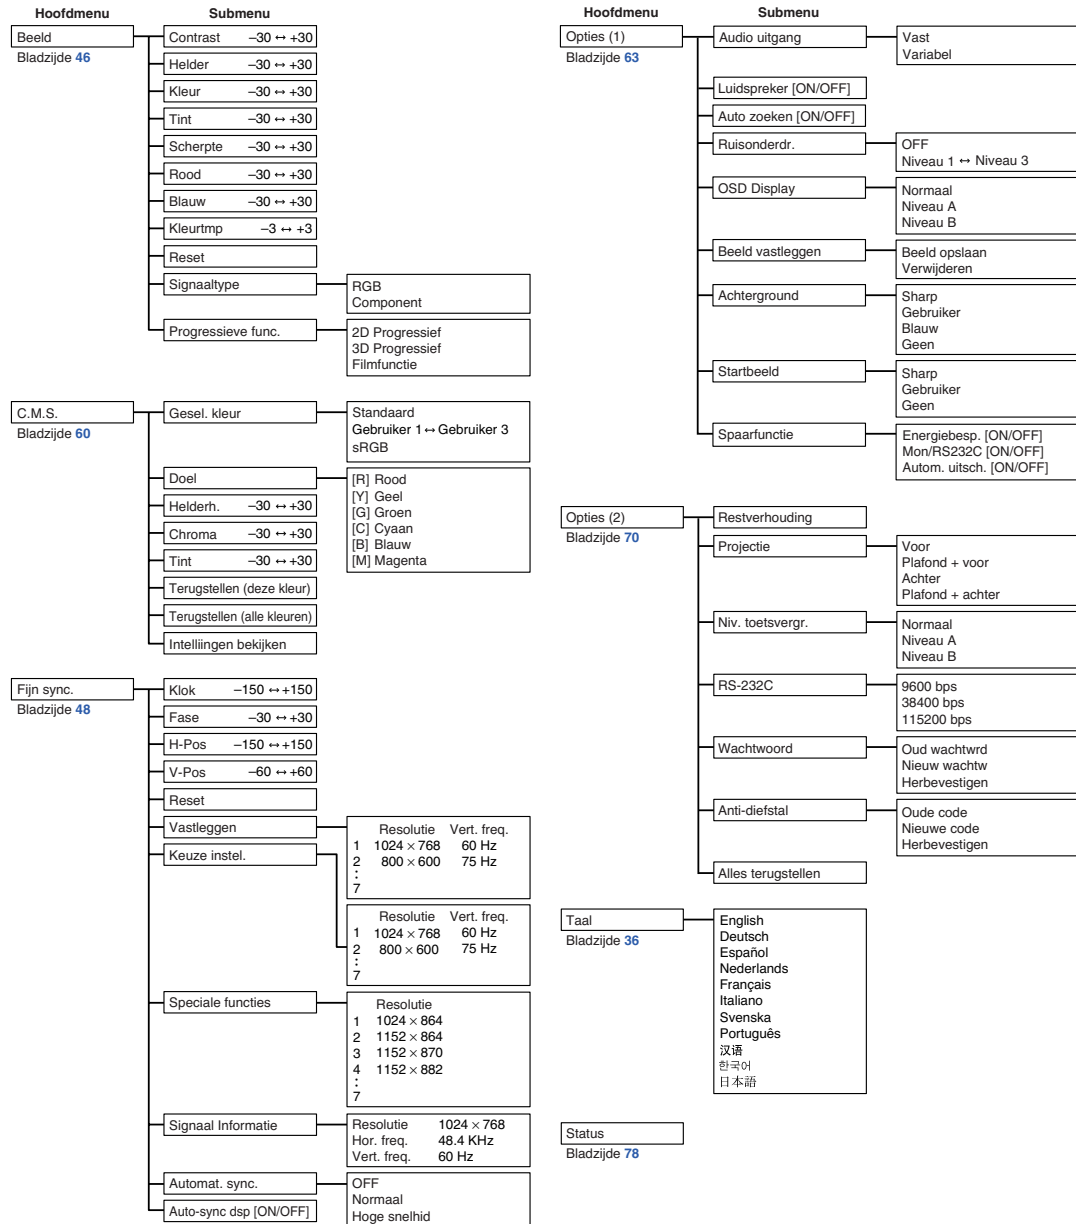 Hoofdmenu Submenu
Beeld
Bladzijde 46
Contrast −30 ↔ +30
Helder −30 ↔ +30
Kleur −30 ↔ +30
Tint −30 ↔ +30
Scherpte −30 ↔ +30
Rood −30 ↔ +30
Blauw −30 ↔ +30
Kleurtmp −3 ↔ +3
Reset
Signaaltype
RGB
Component
Progressieve func.
2D Progressief
3D Progressief
Filmfunctie
C.M.S.
Bladzijde 60
Gesel. kleur
Standaard
Gebruiker 1 ↔ Gebruiker 3
sRGB
Doel
[R] Rood
[Y] Geel
[G] Groen
[C] Cyaan
[B] Blauw
[M] Magenta
Helderh. −30 ↔ +30
Chroma −30 ↔ +30
Tint −30 ↔ +30
Terugstellen (deze kleur)
Terugstellen (alle kleuren)
Intelliingen bekijken
Fijn sync.
Bladzijde 48
Klok −150 ↔ +150
Fase −30 ↔ +30
H-Pos −150 ↔ +150
V-Pos −60 ↔ +60
Reset
Vastleggen
Resolutie Vert. freq.
1 1024 × 768 60 Hz
2 800 × 600 75 Hz
:
7
Keuze instel.
Resolutie Vert. freq.
1 1024 × 768 60 Hz
2 800 × 600 75 Hz
:
7
Speciale functies
Resolutie
1 1024 × 864
2 1152 × 864
3 1152 × 870
4 1152 × 882
:
7
Signaal Informatie
Resolutie 1024 × 768
Hor. freq. 48.4 KHz
Vert. freq. 60 Hz
Automat. sync.
OFF
Normaal
Hoge snelhid
Auto-sync dsp [ON/OFF]
Hoofdmenu Submenu
Opties (1)
Bladzijde 63
Audio uitgang
Vast
Variabel
Luidspreker [ON/OFF]
Auto zoeken [ON/OFF]
Ruisonderdr.
OFF
Niveau 1 ↔ Niveau 3
OSD Display
Normaal
Niveau A
Niveau B
Beeld vastleggen
Beeld opslaan
Verwijderen
Achterground
Sharp
Gebruiker
Blauw
Geen
Startbeeld
Sharp
Gebruiker
Geen
Spaarfunctie
Energiebesp. [ON/OFF]
Mon/RS232C [ON/OFF]
Autom. uitsch. [ON/OFF]
Opties (2)
Bladzijde 70
Restverhouding
Projectie
Voor
Plafond + voor
Achter
Plafond + achter
Niv. toetsvergr.
Normaal
Niveau A
Niveau B
RS-232C
9600 bps
38400 bps
115200 bps
Wachtwoord
Oud wachtwrd
Nieuw wachtw
Herbevestigen
Anti-diefstal
Oude code
Nieuwe code
Herbevestigen
Alles terugstellen
Taal
Bladzijde 36
English
Deutsch
Español
Nederlands
Français
Italiano
Svenska
Português
汉语
한국어
日本語
Status
Bladzijde 78